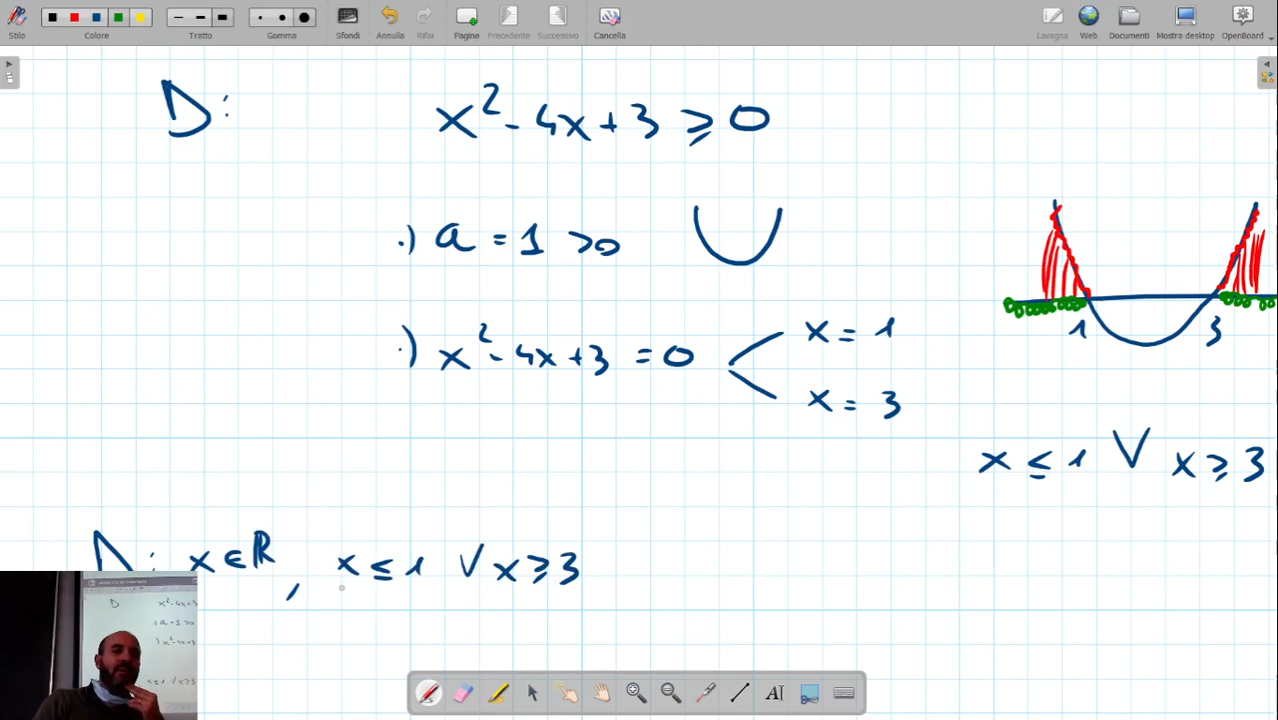 Stilo Colore Tratto Gomma Sfondi Annulla Rifai Pagine Precedente Successivo Cancella Lavagna Web Documenti Mostra desktop OpenBoard
D: x²-4x+3 ≥ 0
.) a = 1 >0
.) x²-4x+3 = 0
x = 1
x = 3
1 3
x ≤ 1 ∨ x ≥ 3
D: x ∈ ℝ, x ≤ 1 ∨ x ≥ 3